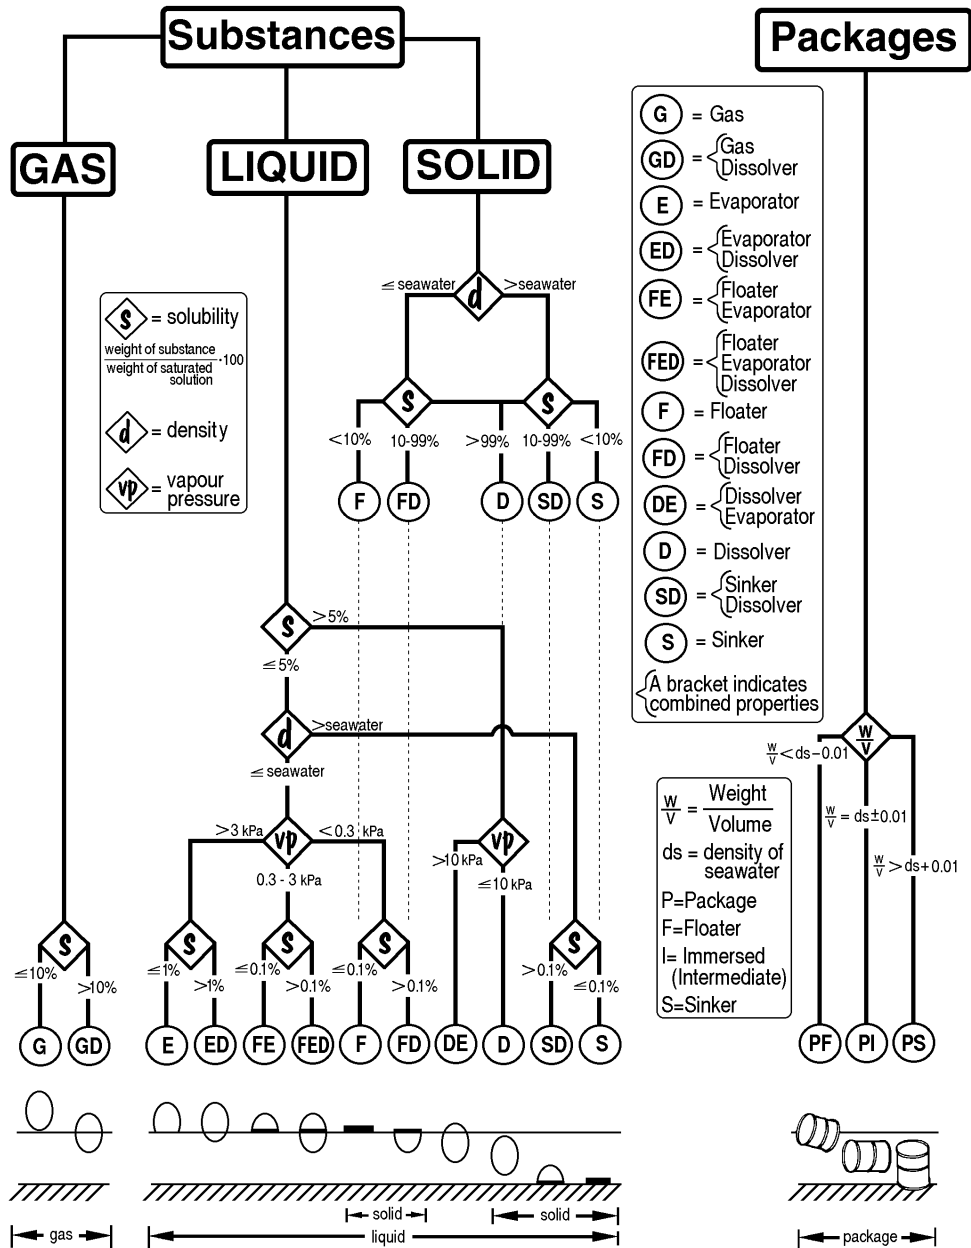 Substances
Packages
GAS
LIQUID
SOLID
G = Gas
GD = { Gas
Dissolver
E = Evaporator
ED = { Evaporator
Dissolver
FE = { Floater
Evaporator
FED = { Floater
Evaporator
Dissolver
F = Floater
FD = { Floater
Dissolver
DE = { Dissolver
Evaporator
D = Dissolver
SD = { Sinker
Dissolver
S = Sinker
{ A bracket indicates
combined properties
S = solubility
weight of substance
weight of saturated
solution
·100
d = density
vp = vapour
pressure
≤ seawater
d
>seawater
S
S
<10%
10-99%
>99%
10-99%
<10%
F
FD
D
SD
S
S
>5%
≤5%
d
>seawater
≤ seawater
>3 kPa
vp
<0.3 kPa
0.3 - 3 kPa
vp
>10 kPa
≤10 kPa
S
≤10%
>10%
S
≤1%
>1%
S
≤0.1%
>0.1%
S
≤0.1%
>0.1%
S
>0.1%
≤0.1%
G
GD
E
ED
FE
FED
F
FD
DE
D
SD
S
W/V
W/V <ds−0.01
W/V = ds±0.01
W/V >ds+0.01
W/V = Weight/Volume
ds = density of
seawater
P=Package
F=Floater
I= Immersed
(Intermediate)
S=Sinker
PF
PI
PS
gas
solid
solid
liquid
package